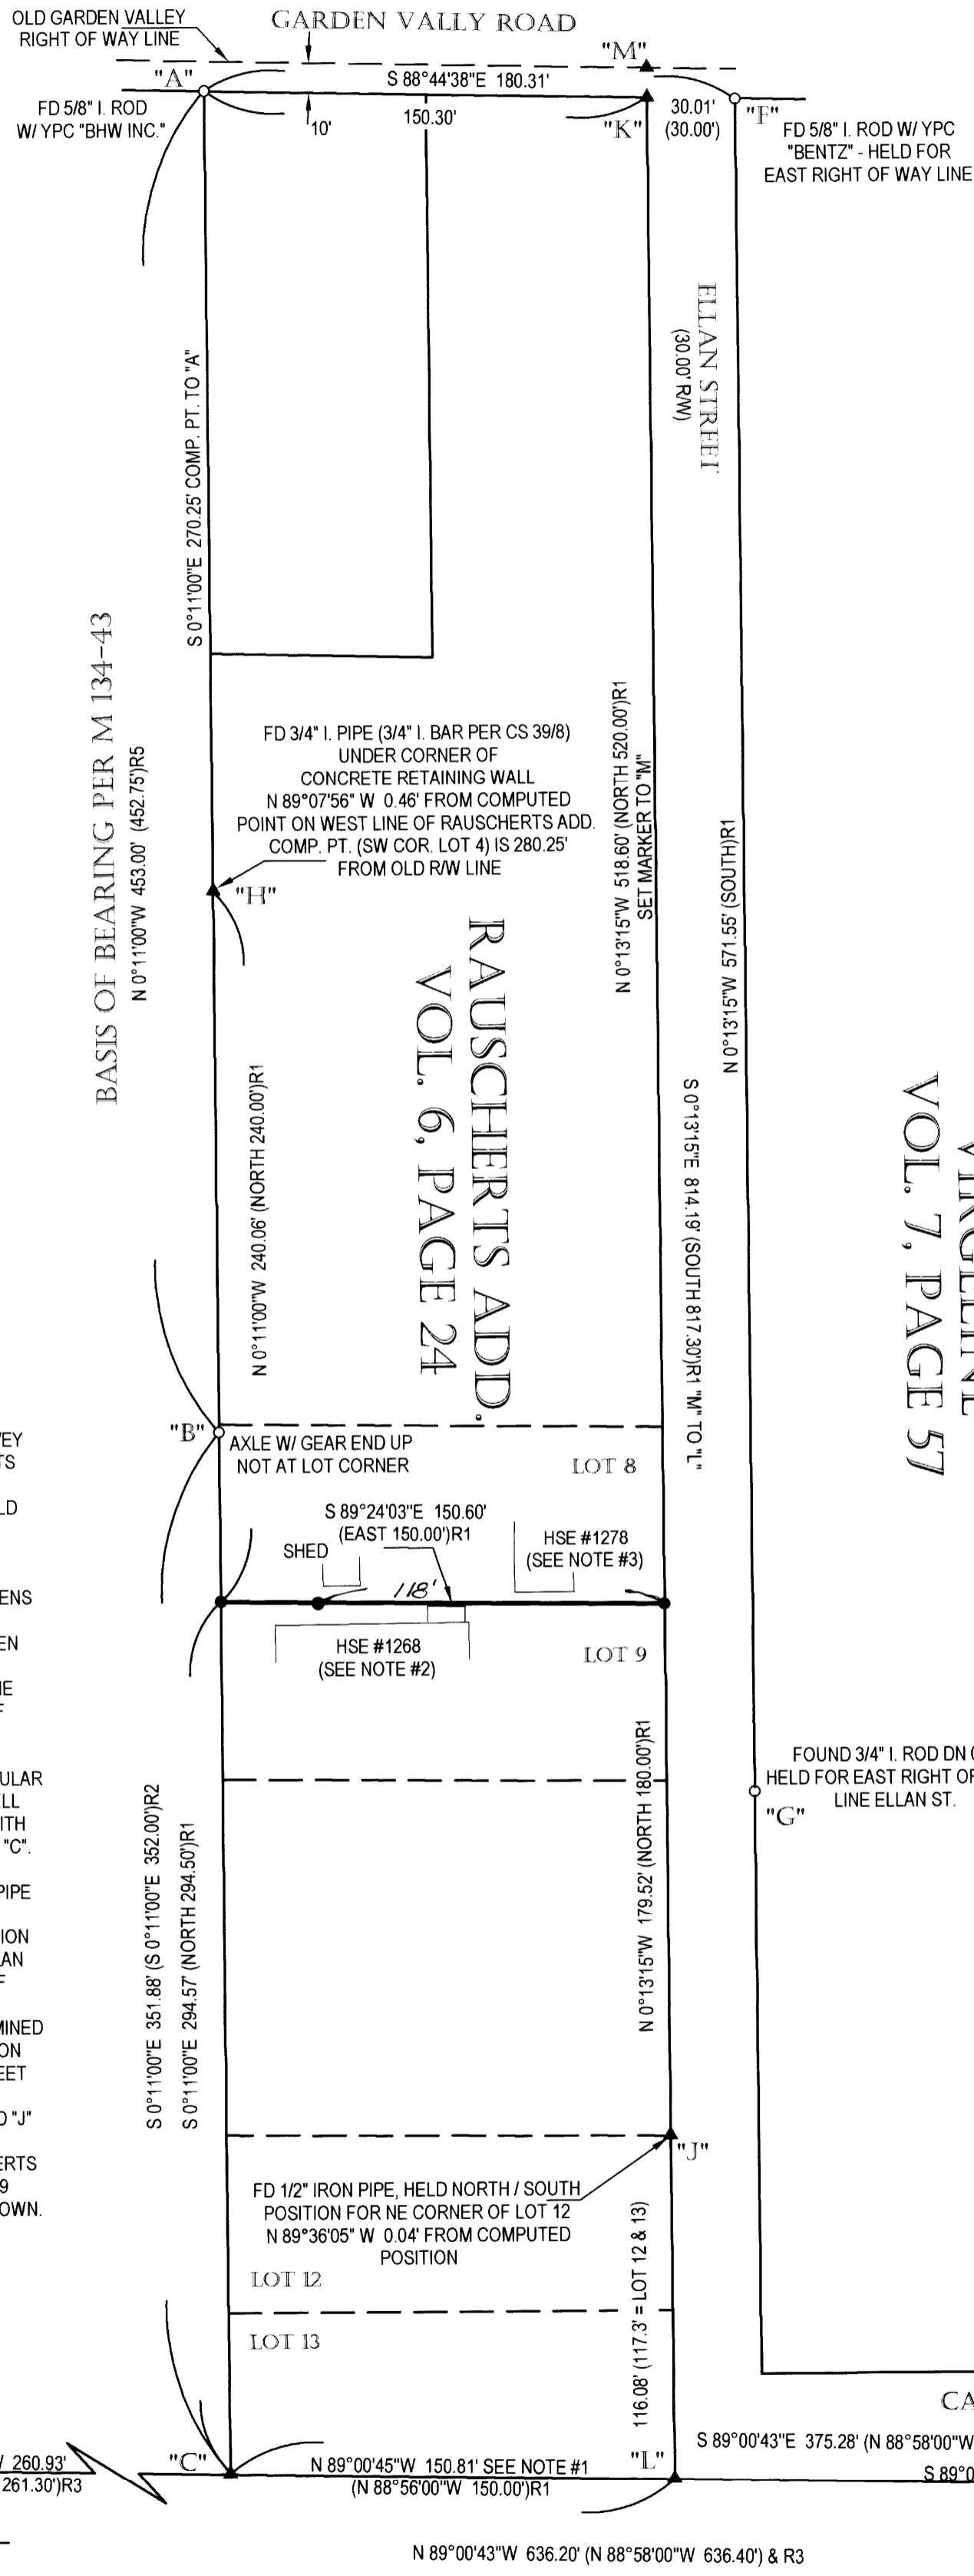 OLD GARDEN VALLEY
RIGHT OF WAY LINE
GARDEN VALLY ROAD
"M"
"A"
S 88°44'38"E 180.31'
FD 5/8" I. ROD
W/ YPC "BHW INC."
10'
150.30'
"K"
30.01'
(30.00')
"F"
FD 5/8" I. ROD W/ YPC
"BENTZ" - HELD FOR
EAST RIGHT OF WAY LINE
ELLAN STREET
(30.00' R/W)
S 0°11'00"E 270.25' COMP. PT. TO "A"
BASIS OF BEARING PER M 134-43
N 0°11'00"W 453.00' (452.75')R5
FD 3/4" I. PIPE (3/4" I. BAR PER CS 39/8)
UNDER CORNER OF
CONCRETE RETAINING WALL
N 89°07'56" W 0.46' FROM COMPUTED
POINT ON WEST LINE OF RAUSCHERTS ADD.
COMP. PT. (SW COR. LOT 4) IS 280.25'
FROM OLD R/W LINE
"H"
N 0°13'15"W 518.60' (NORTH 520.00')R1
SET MARKER TO "M"
N 0°13'15"W 571.55' (SOUTH)R1
RAUSCHERTS ADD.
VOL. 6, PAGE 24
VOL. 7, PAGE 57
N 0°11'00"W 240.06' (NORTH 240.00')R1
S 0°13'15"E 814.19' (SOUTH 817.30')R1 "M" TO "L"
"B"
AXLE W/ GEAR END UP
NOT AT LOT CORNER
LOT 8
S 89°24'03"E 150.60'
(EAST 150.00')R1
SHED
118'
HSE #1278
(SEE NOTE #3)
HSE #1268
(SEE NOTE #2)
LOT 9
ULAR
"C".
PIPE
FOUND 3/4" I. ROD DN
HELD FOR EAST RIGHT OF
LINE ELLAN ST.
"G"
S 0°11'00"E 351.88' (S 0°11'00"E 352.00')R2
S 0°11'00"E 294.57' (NORTH 294.50')R1
N 0°13'15"W 179.52' (NORTH 180.00')R1
"J"
"J"
FD 1/2" IRON PIPE, HELD NORTH / SOUTH
POSITION FOR NE CORNER OF LOT 12
N 89°36'05" W 0.04' FROM COMPUTED
POSITION
LOT 12
LOT 13
116.08' (117.3' = LOT 12 & 13)
CA
S 89°00'43"E 375.28' (N 88°58'00"W
260.93'
261.30')R3
"C"
N 89°00'45"W 150.81' SEE NOTE #1
(N 88°56'00"W 150.00')R1
"L"
S 89°0
N 89°00'43"W 636.20' (N 88°58'00"W 636.40') & R3